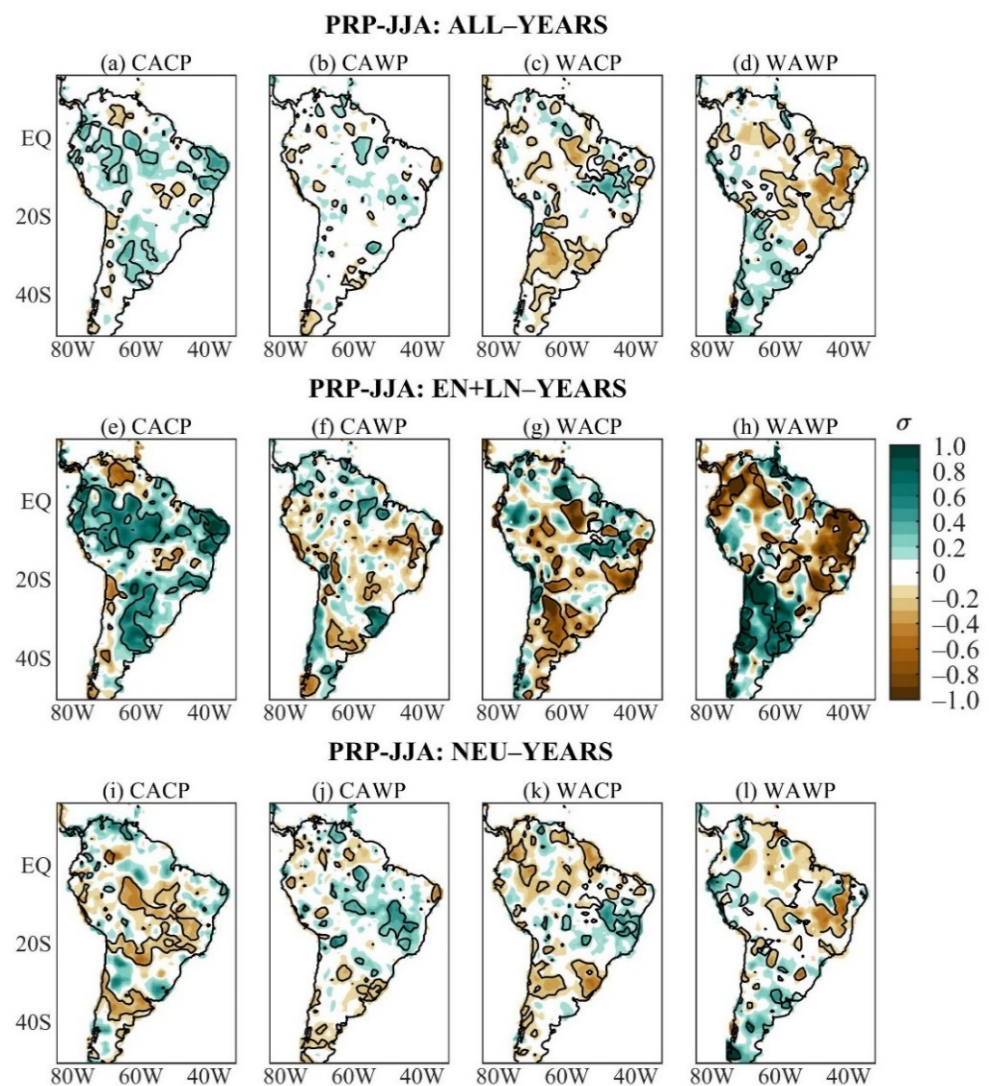 PRP-JJA: ALL–YEARS
(a) CACP (b) CAWP (c) WACP (d) WAWP
EQ
20S
40S
80W 60W 40W 80W 60W 40W 80W 60W 40W 80W 60W 40W
PRP-JJA: EN+LN–YEARS
(e) CACP (f) CAWP (g) WACP (h) WAWP
EQ
20S
40S
80W 60W 40W 80W 60W 40W 80W 60W 40W 80W 60W 40W
σ
1.0
0.8
0.6
0.4
0.2
0
–0.2
–0.4
–0.6
–0.8
–1.0
PRP-JJA: NEU–YEARS
(i) CACP (j) CAWP (k) WACP (l) WAWP
EQ
20S
40S
80W 60W 40W 80W 60W 40W 80W 60W 40W 80W 60W 40W